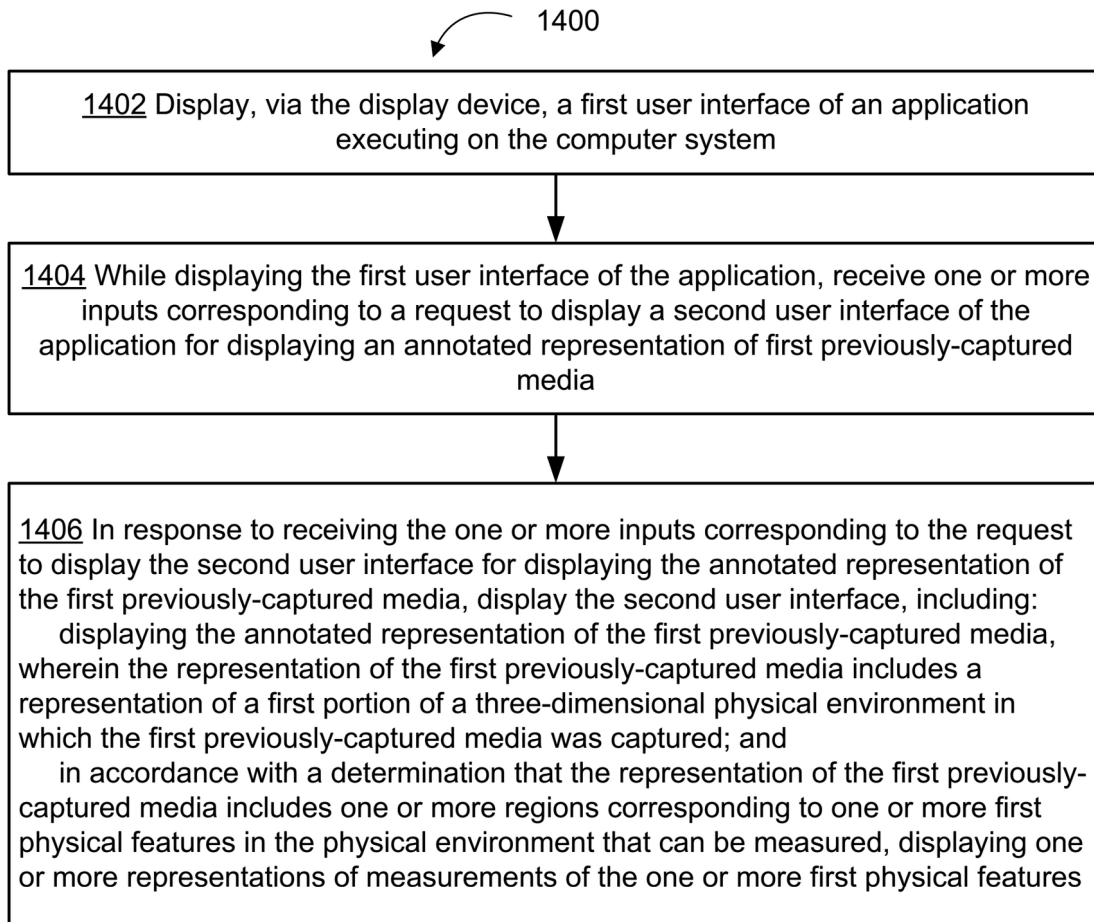 1400
1402 Display, via the display device, a first user interface of an application
executing on the computer system
1404 While displaying the first user interface of the application, receive one or more
inputs corresponding to a request to display a second user interface of the
application for displaying an annotated representation of first previously-captured
media
1406 In response to receiving the one or more inputs corresponding to the request
to display the second user interface for displaying the annotated representation of
the first previously-captured media, display the second user interface, including:
displaying the annotated representation of the first previously-captured media,
wherein the representation of the first previously-captured media includes a
representation of a first portion of a three-dimensional physical environment in
which the first previously-captured media was captured; and
in accordance with a determination that the representation of the first previously-
captured media includes one or more regions corresponding to one or more first
physical features in the physical environment that can be measured, displaying one
or more representations of measurements of the one or more first physical features